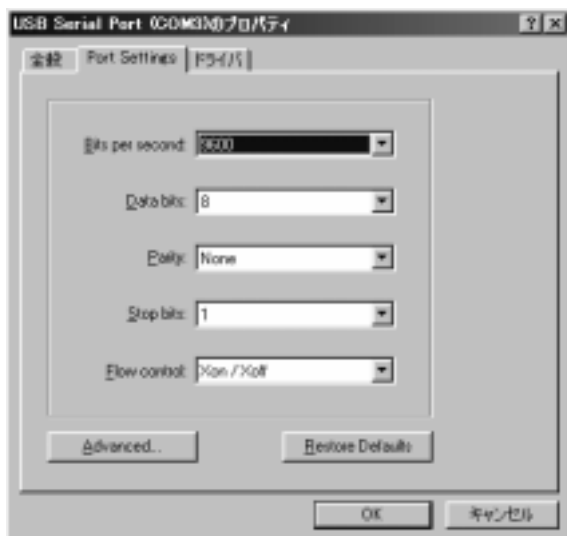 USB Serial Port (COM3)のプロパティ
全般 Port Settings ドライバ
Bits per second: 9600
Data bits: 8
Parity: None
Stop bits: 1
Flow control: Xon / Xoff
Advanced... Restore Defaults
OK キャンセル